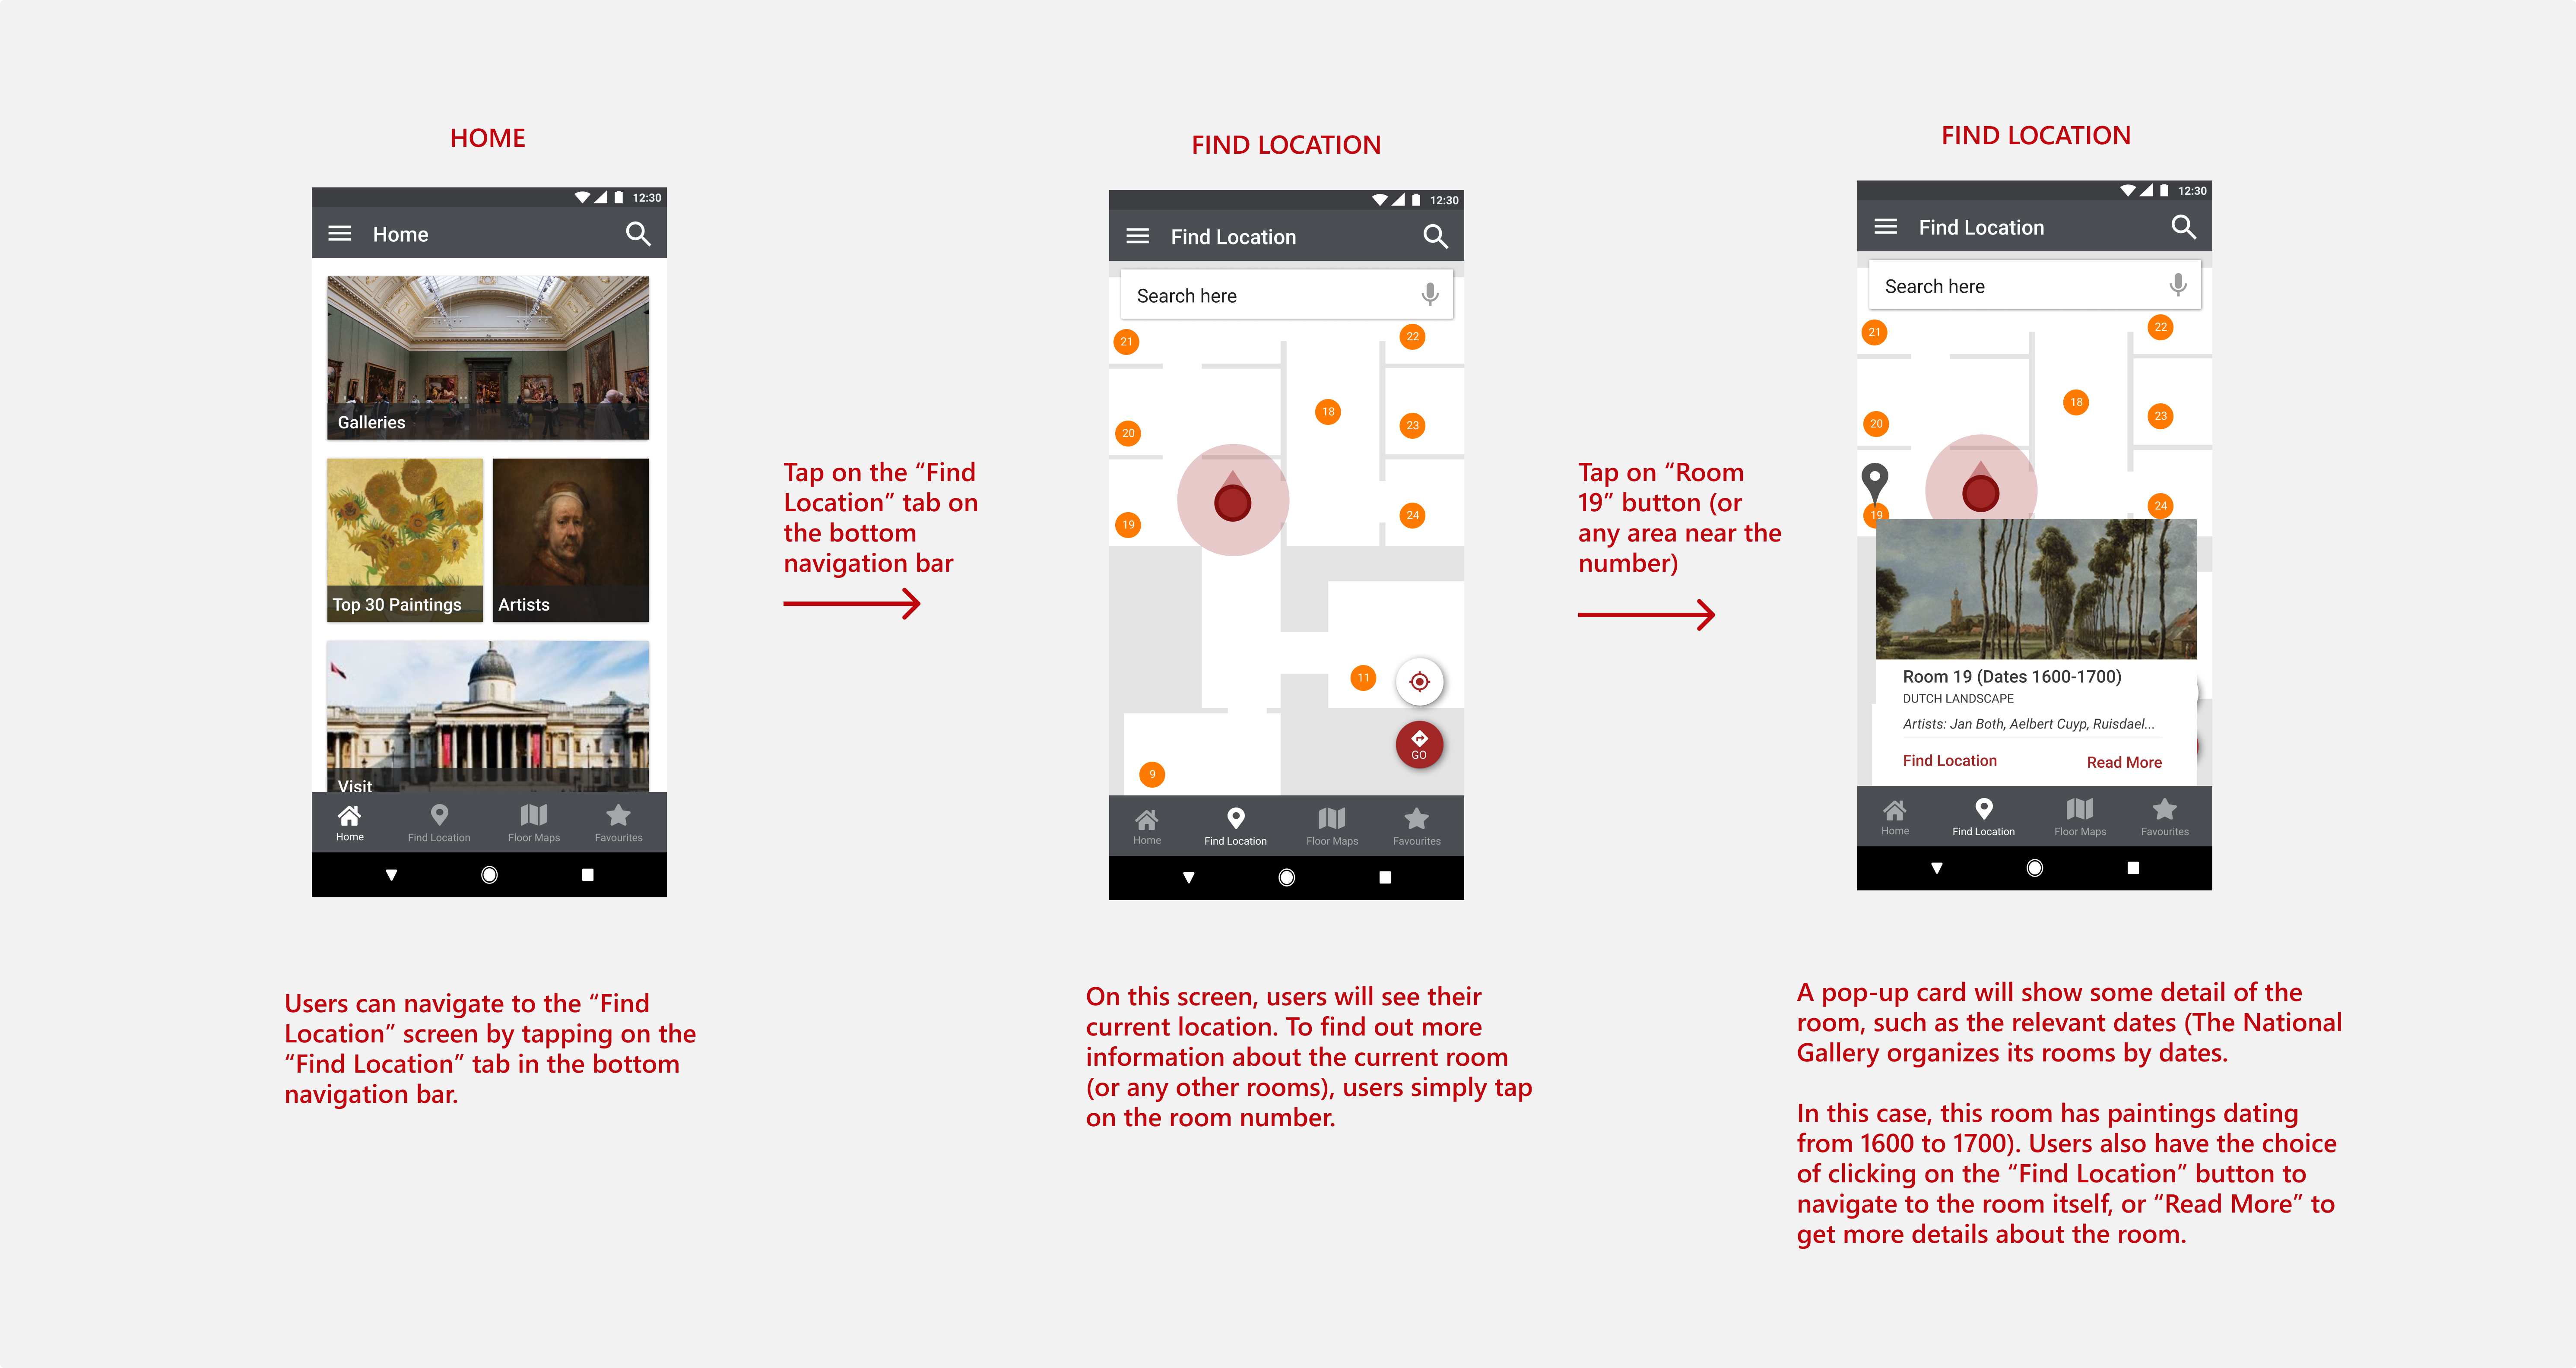 HOME
12:30
Home
Galleries
Top 30 Paintings
Artists
Visit
Home
Find Location
Floor Maps
Favourites
Users can navigate to the “Find
Location” screen by tapping on the
“Find Location” tab in the bottom
navigation bar.
Tap on the “Find
Location” tab on
the bottom
navigation bar
FIND LOCATION
12:30
Find Location
Search here
21
22
18
20
23
19
24
11
GO
9
Home
Find Location
Floor Maps
Favourites
On this screen, users will see their
current location. To find out more
information about the current room
(or any other rooms), users simply tap
on the room number.
Tap on “Room
19” button (or
any area near the
number)
FIND LOCATION
12:30
Find Location
Search here
21
22
18
20
23
19
24
Room 19 (Dates 1600-1700)
DUTCH LANDSCAPE
Artists: Jan Both, Aelbert Cuyp, Ruisdael...
Find Location
Read More
Home
Find Location
Floor Maps
Favourites
A pop-up card will show some detail of the
room, such as the relevant dates (The National
Gallery organizes its rooms by dates.
In this case, this room has paintings dating
from 1600 to 1700). Users also have the choice
of clicking on the “Find Location” button to
navigate to the room itself, or “Read More” to
get more details about the room.